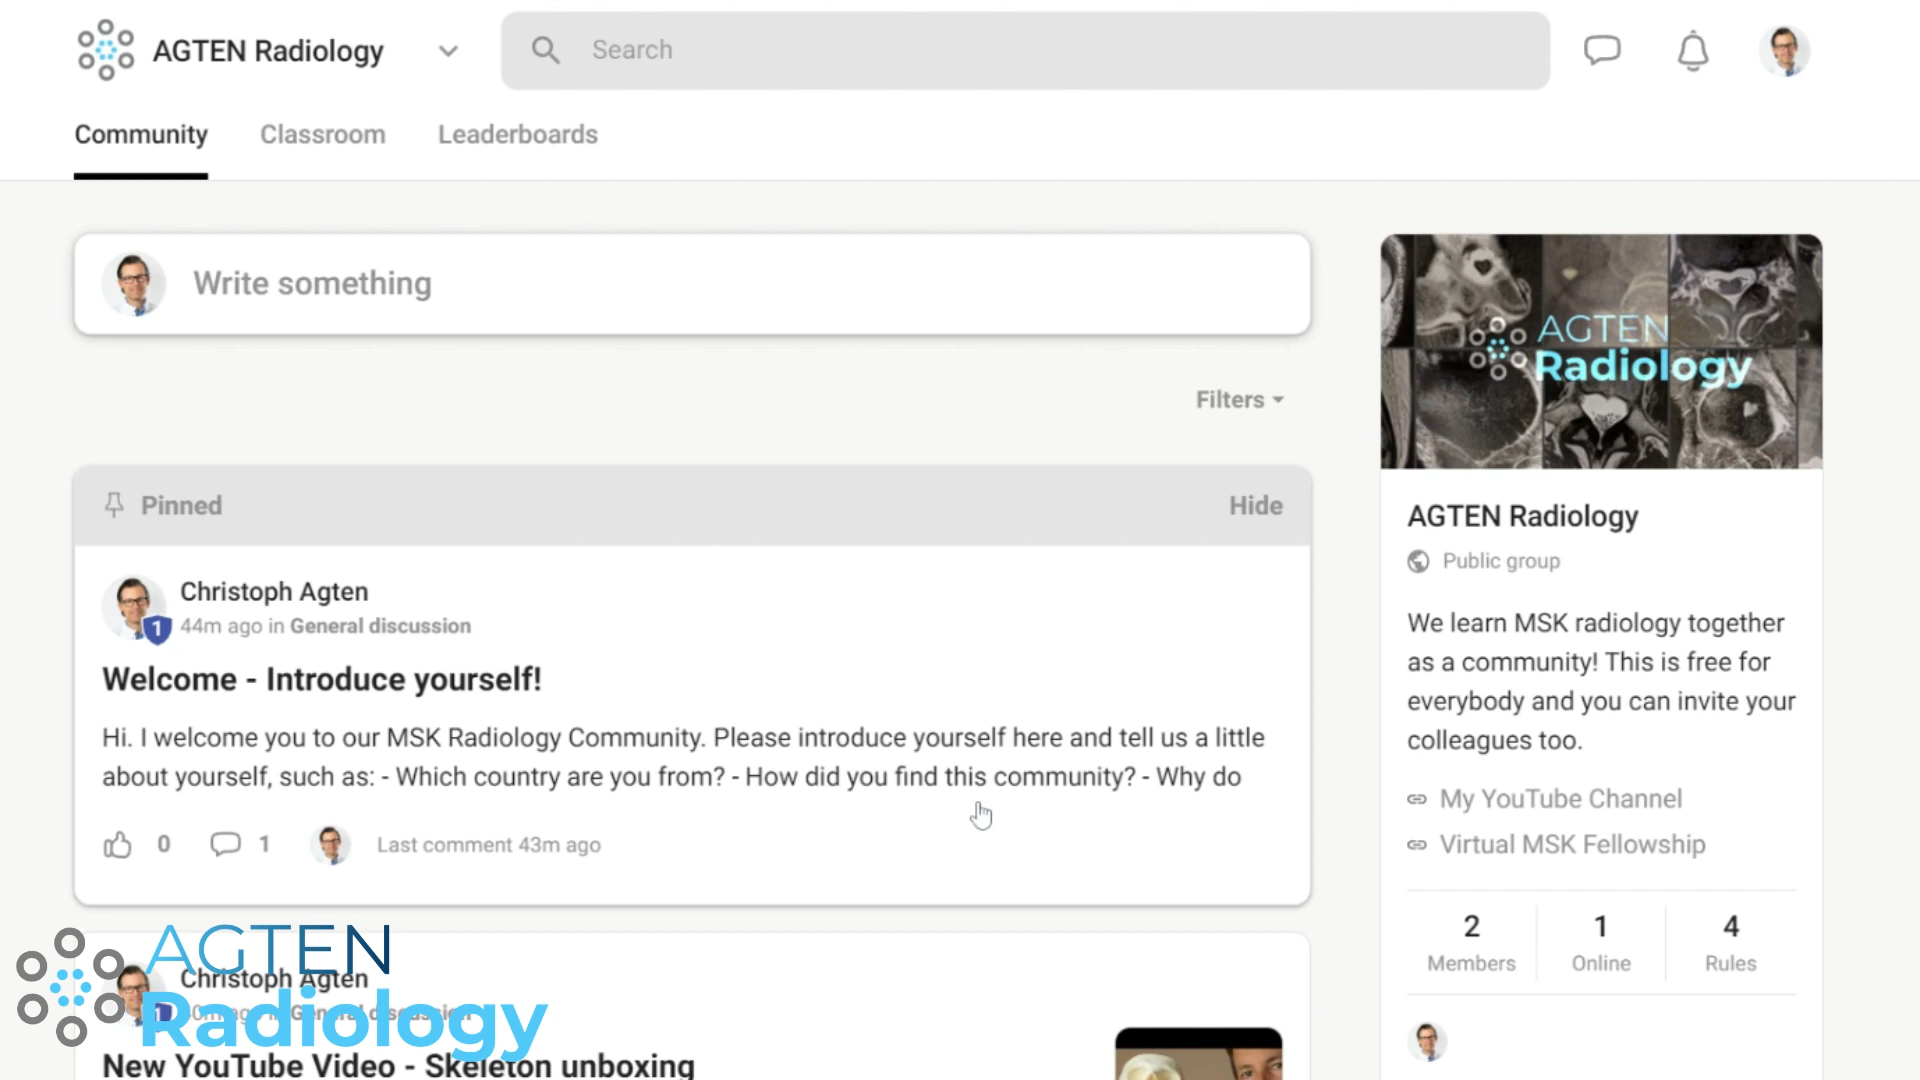 AGTEN Radiology
Search
Community
Classroom
Leaderboards
Write something
Filters
Pinned
Hide
Christoph Agten
1
44m ago in General discussion
Welcome - Introduce yourself!
Hi. I welcome you to our MSK Radiology Community. Please introduce yourself here and tell us a little
about yourself, such as: - Which country are you from? - How did you find this community? - Why do
0
1
Last comment 43m ago
Christoph Agten
1
General discussion
New YouTube Video - Skeleton unboxing
AGTEN
Radiology
AGTEN
Radiology
AGTEN Radiology
Public group
We learn MSK radiology together
as a community! This is free for
everybody and you can invite your
colleagues too.
My YouTube Channel
Virtual MSK Fellowship
2
Members
1
Online
4
Rules